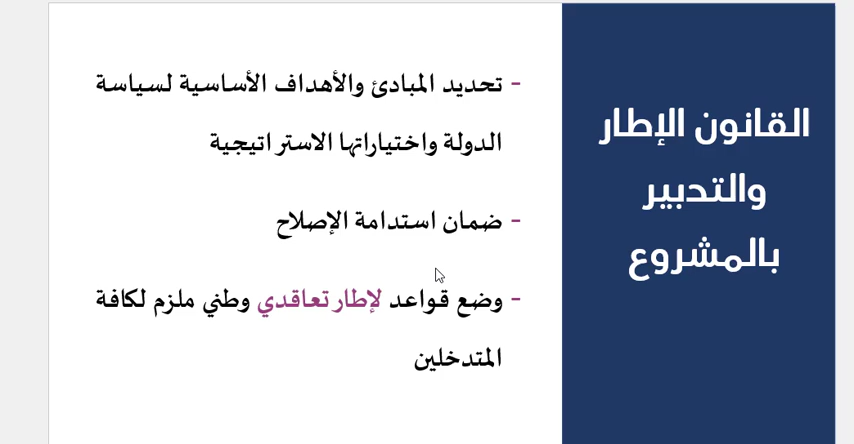 القانون الإطار
والتدبير
بالمشروع
- تحديد المبادئ والأهداف الأساسية لسياسة
الدولة واختياراتها الاستراتيجية
- ضمان استدامة الإصلاح
- وضع قواعد لإطار تعاقدي وطني ملزم لكافة
المتدخلين